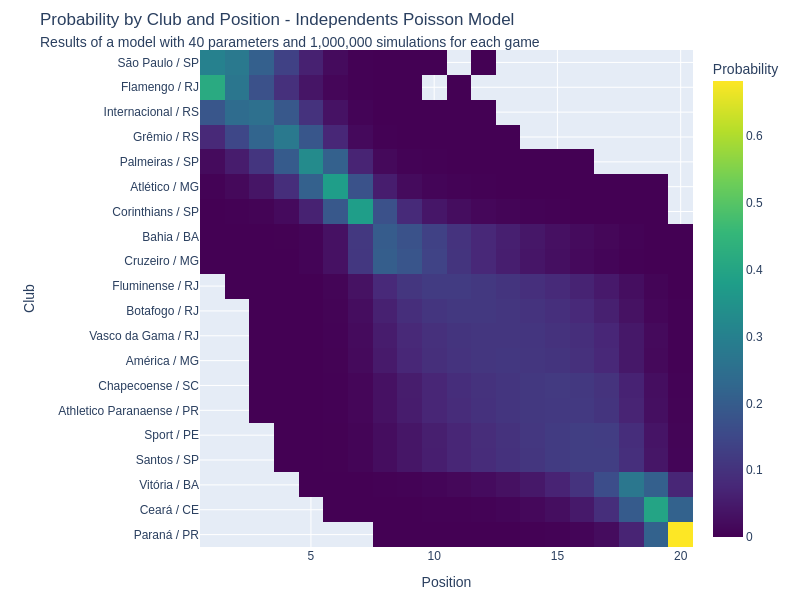 Probability by Club and Position - Independents Poisson Model
Results of a model with 40 parameters and 1,000,000 simulations for each game
São Paulo / SP
Flamengo / RJ
Internacional / RS
Grêmio / RS
Palmeiras / SP
Atlético / MG
Corinthians / SP
Bahia / BA
Cruzeiro / MG
Fluminense / RJ
Botafogo / RJ
Vasco da Gama / RJ
América / MG
Chapecoense / SC
Athletico Paranaense / PR
Sport / PE
Santos / SP
Vitória / BA
Ceará / CE
Paraná / PR
Club
5
10
15
20
Position
Probability
0.6
0.5
0.4
0.3
0.2
0.1
0